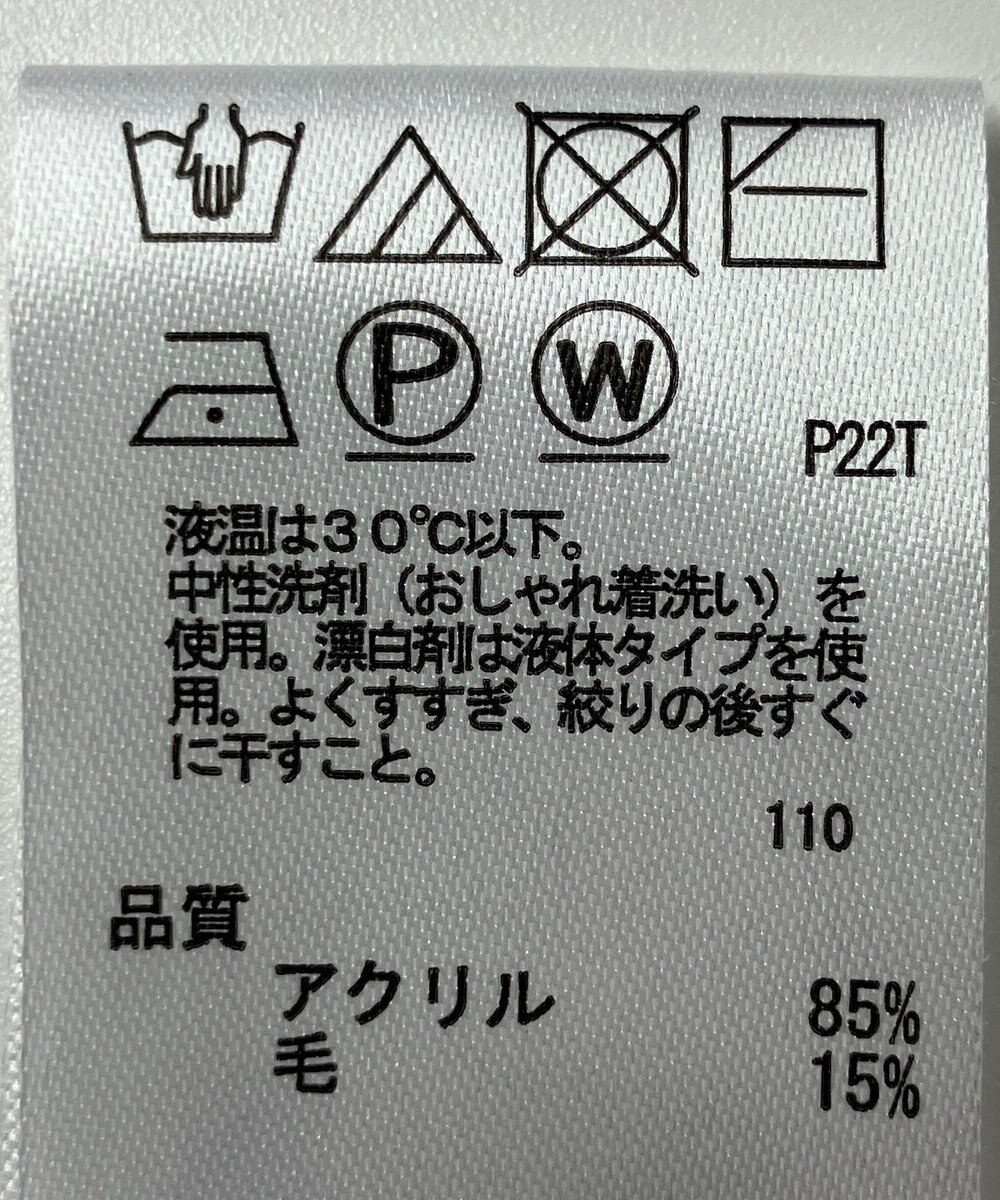 P
W
P22T
液温は30℃以下。
中性洗剤（おしゃれ着洗い）を
使用。漂白剤は液体タイプを使
用。よくすすぎ、絞りの後すぐ
に干すこと。
110
品質
アクリル 85%
毛 15%